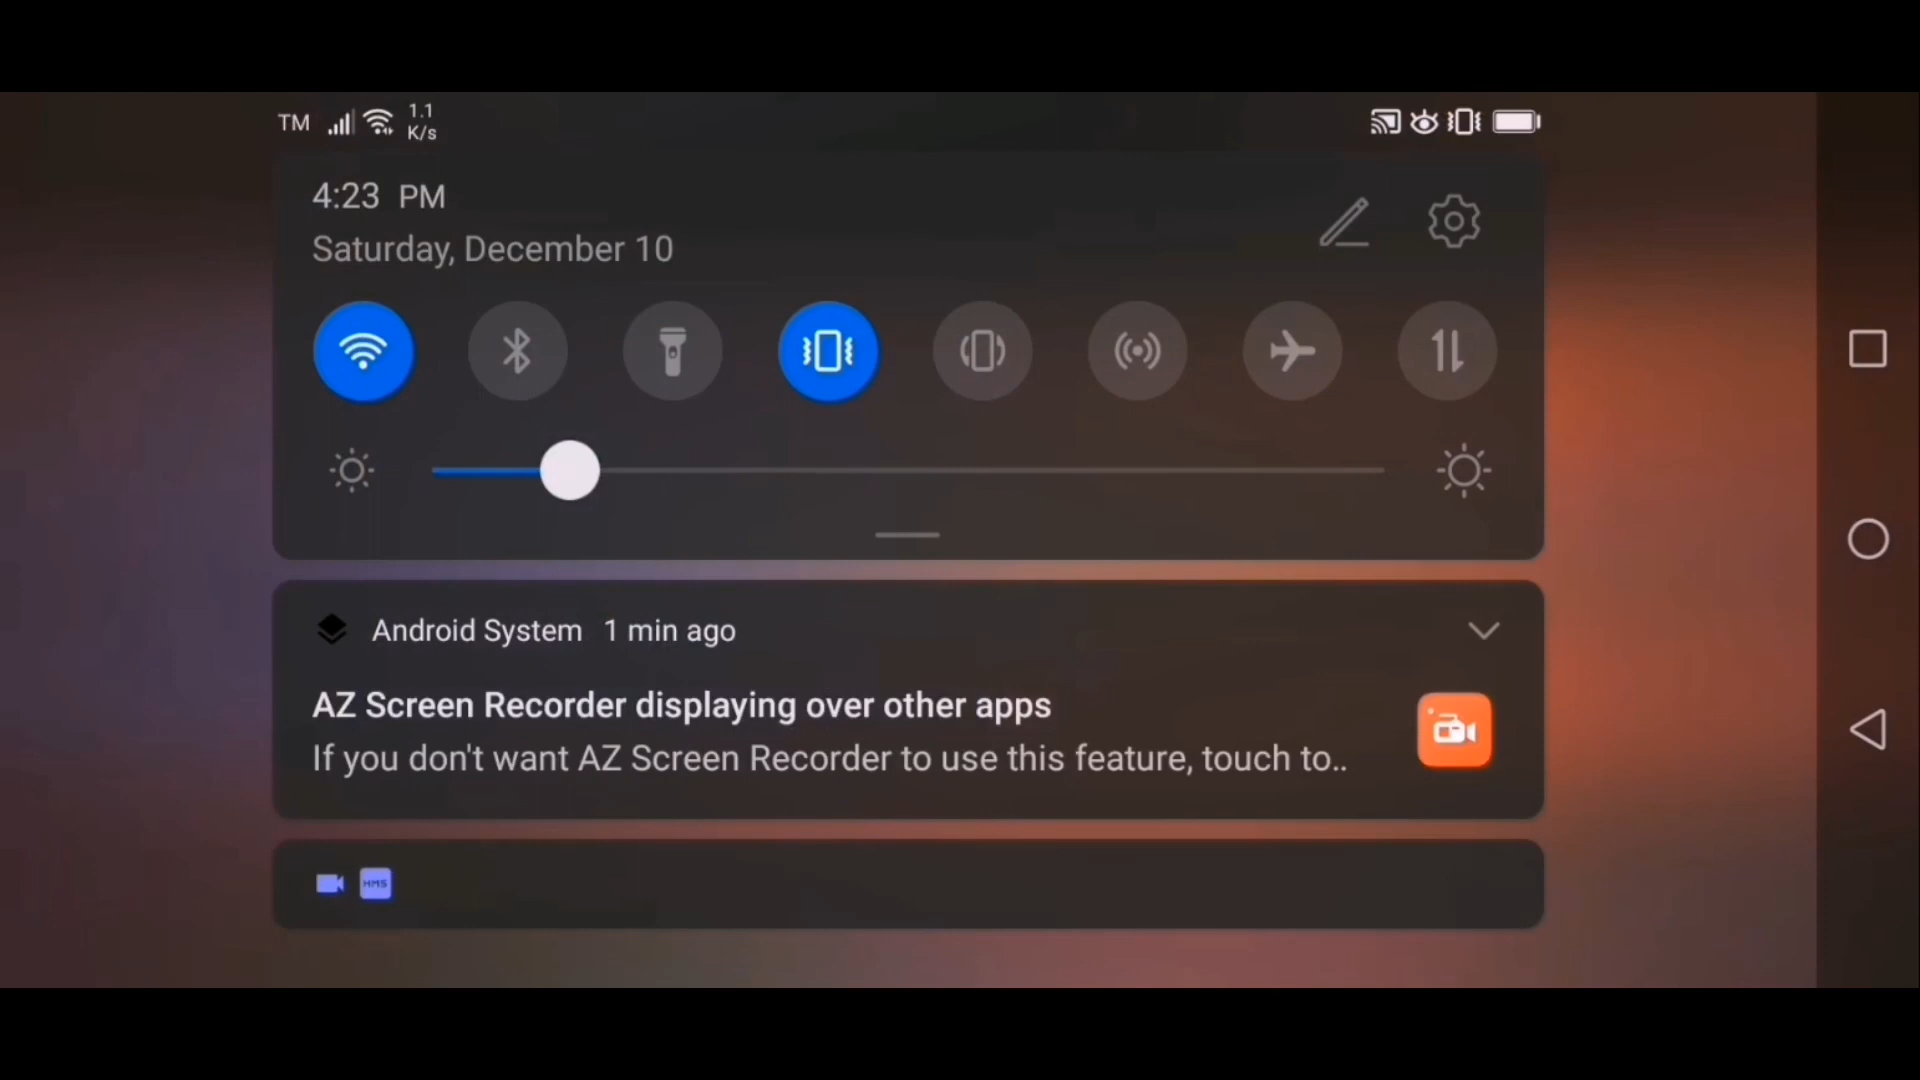 TM 1.1 K/s
4:23 PM
Saturday, December 10
Android System 1 min ago
AZ Screen Recorder displaying over other apps
If you don't want AZ Screen Recorder to use this feature, touch to..
HMS